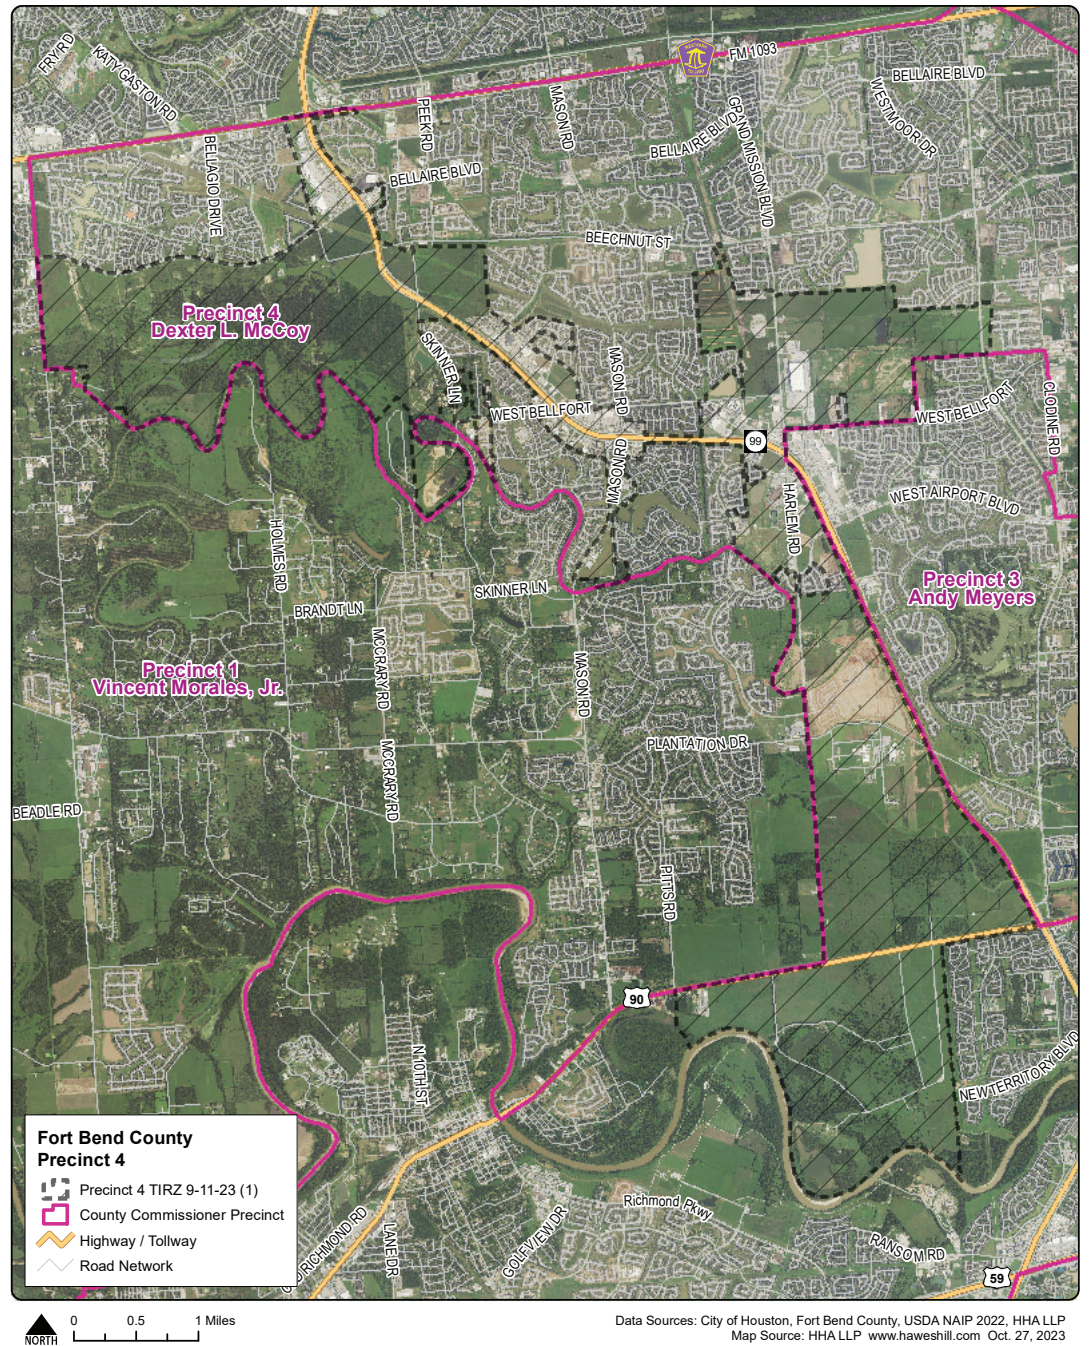 FRY RD
KATY GASTON RD
FM 1093
BELLAIRE BLVD
WESTMOOR DR
PEEK RD
MASON RD
BELLAIRE BLVD
GRAND MISSION BLVD
BELLAGIO DRIVE
BELLAIRE BLVD
BEECHNUT ST
Precinct 4
Dexter L. McCoy
SKINNER LN
MASON RD
WEST BELLFORT
WEST BELLFORT
CLODINE RD
99
MASON RD
HARLEM RD
WEST AIRPORT BLVD
HOLMES RD
SKINNER LN
BRANDT LN
Precinct 3
Andy Meyers
Precinct 1
Vincent Morales, Jr.
MCCRARY RD
MASON RD
PLANTATION DR
MCCRARY RD
BEADLE RD
PITTS RD
90
N 10TH ST
NEW TERRITORY BLVD
Richmond Pkwy
RICHMOND RD
LANE DR
GOLFVIEW DR
RANSOM RD
59
Fort Bend County
Precinct 4
Precinct 4 TIRZ 9-11-23 (1)
County Commissioner Precinct
Highway / Tollway
Road Network
NORTH
0 0.5 1 Miles
Data Sources: City of Houston, Fort Bend County, USDA NAIP 2022, HHA LLP
Map Source: HHA LLP www.haweshill.com Oct. 27, 2023